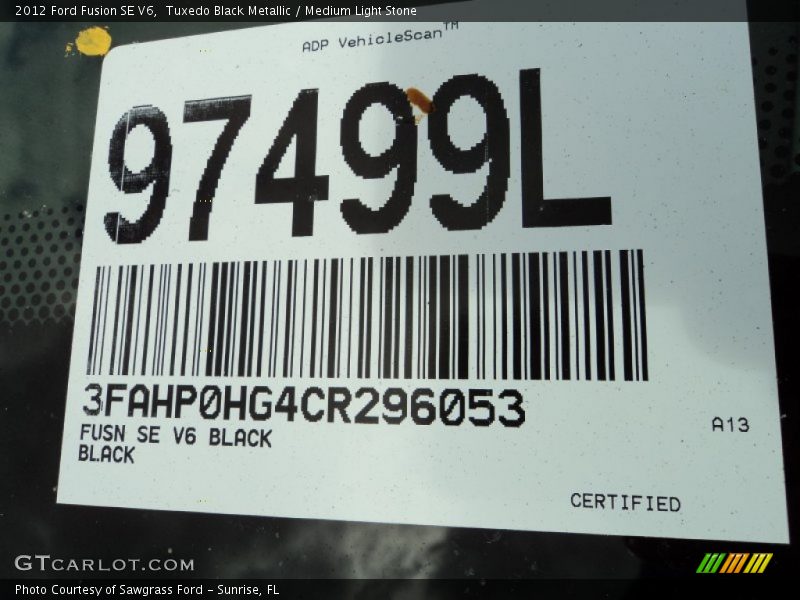 2012 Ford Fusion SE V6,  Tuxedo Black Metallic / Medium Light Stone
ADP VehicleScan™
97499L
3FAHP0HG4CR296053
FUSN SE V6 BLACK
BLACK
A13
CERTIFIED
GTCARLOT.COM
Photo Courtesy of Sawgrass Ford - Sunrise, FL